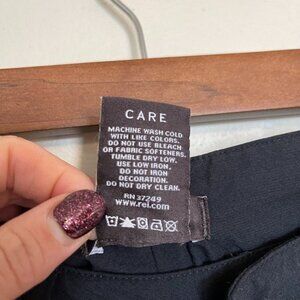 CARE
MACHINE WASH COLD
WITH LIKE COLORS.
DO NOT USE BLEACH
OR FABRIC SOFTENERS.
TUMBLE DRY LOW.
USE LOW IRON
DO NOT IRON
DECORATION.
DO NOT DRY CLEAN.
RN 37249
www.rei.com